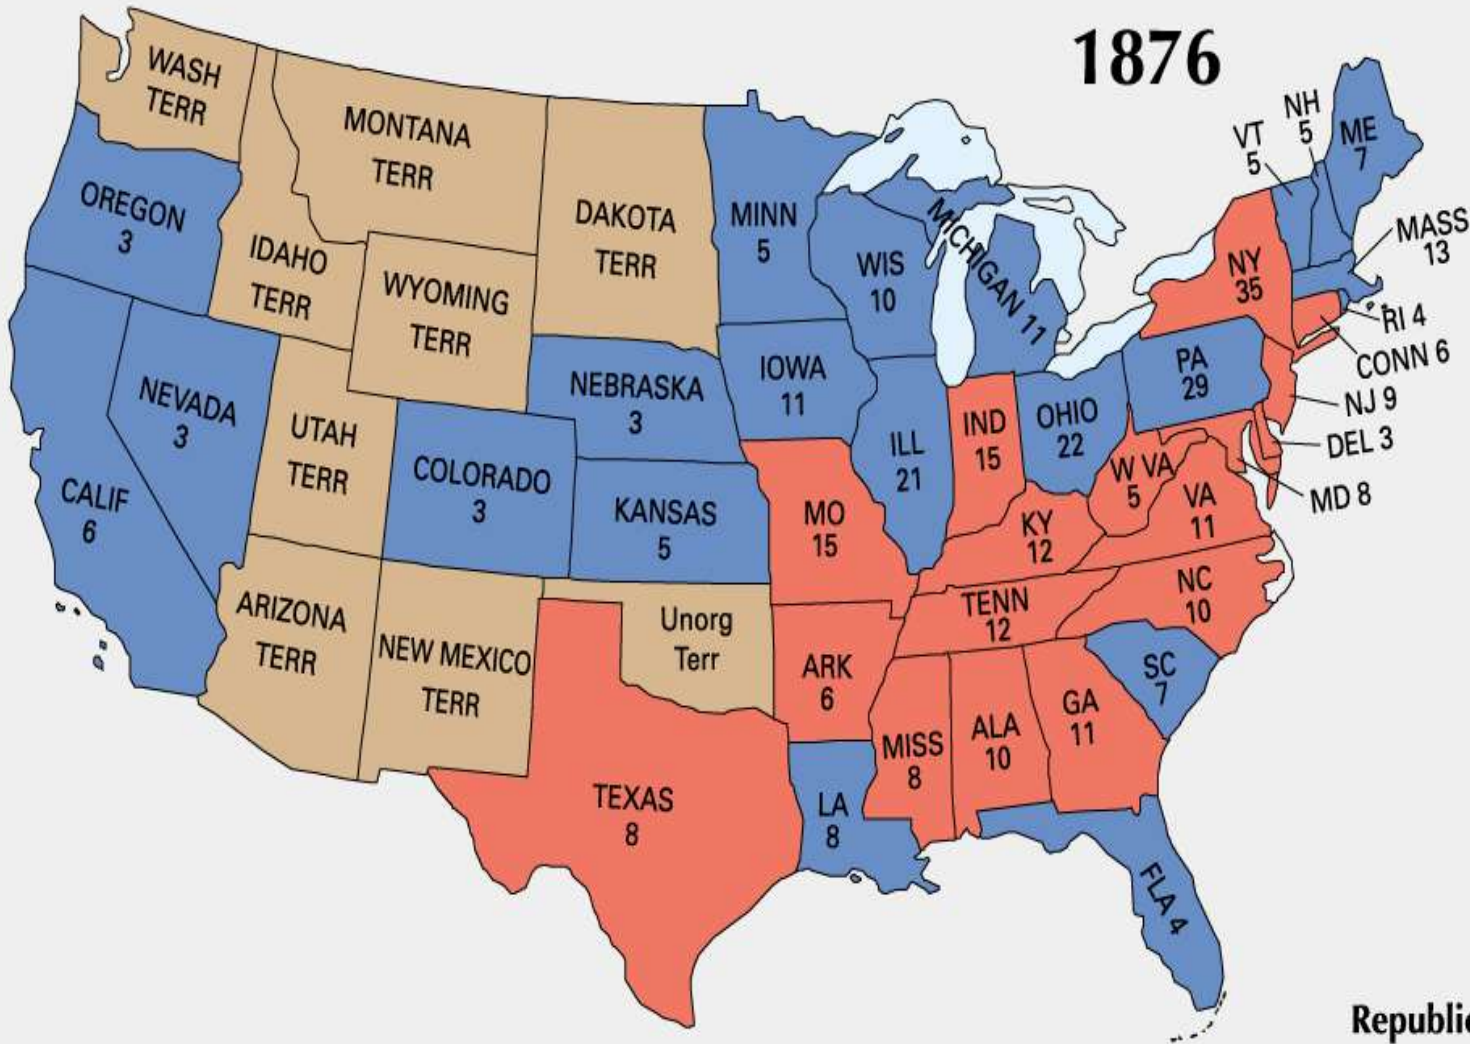 1876
WASH
TERR
MONTANA
TERR
OREGON
3
IDAHO
TERR
WYOMING
TERR
DAKOTA
TERR
MINN
5
WIS
10
MICHIGAN 11
VT
5
NH
5
ME
7
MASS
13
NY
35
RI 4
CONN 6
NJ 9
DEL 3
MD 8
PA
29
NEVADA
3
CALIF
6
UTAH
TERR
COLORADO
3
NEBRASKA
3
KANSAS
5
IOWA
11
ILL
21
IND
15
OHIO
22
W VA
5
VA
11
MO
15
KY
12
TENN
12
NC
10
SC
7
ARIZONA
TERR
NEW MEXICO
TERR
Unorg
Terr
TEXAS
8
ARK
6
LA
8
MISS
8
ALA
10
GA
11
FLA 4
Republic